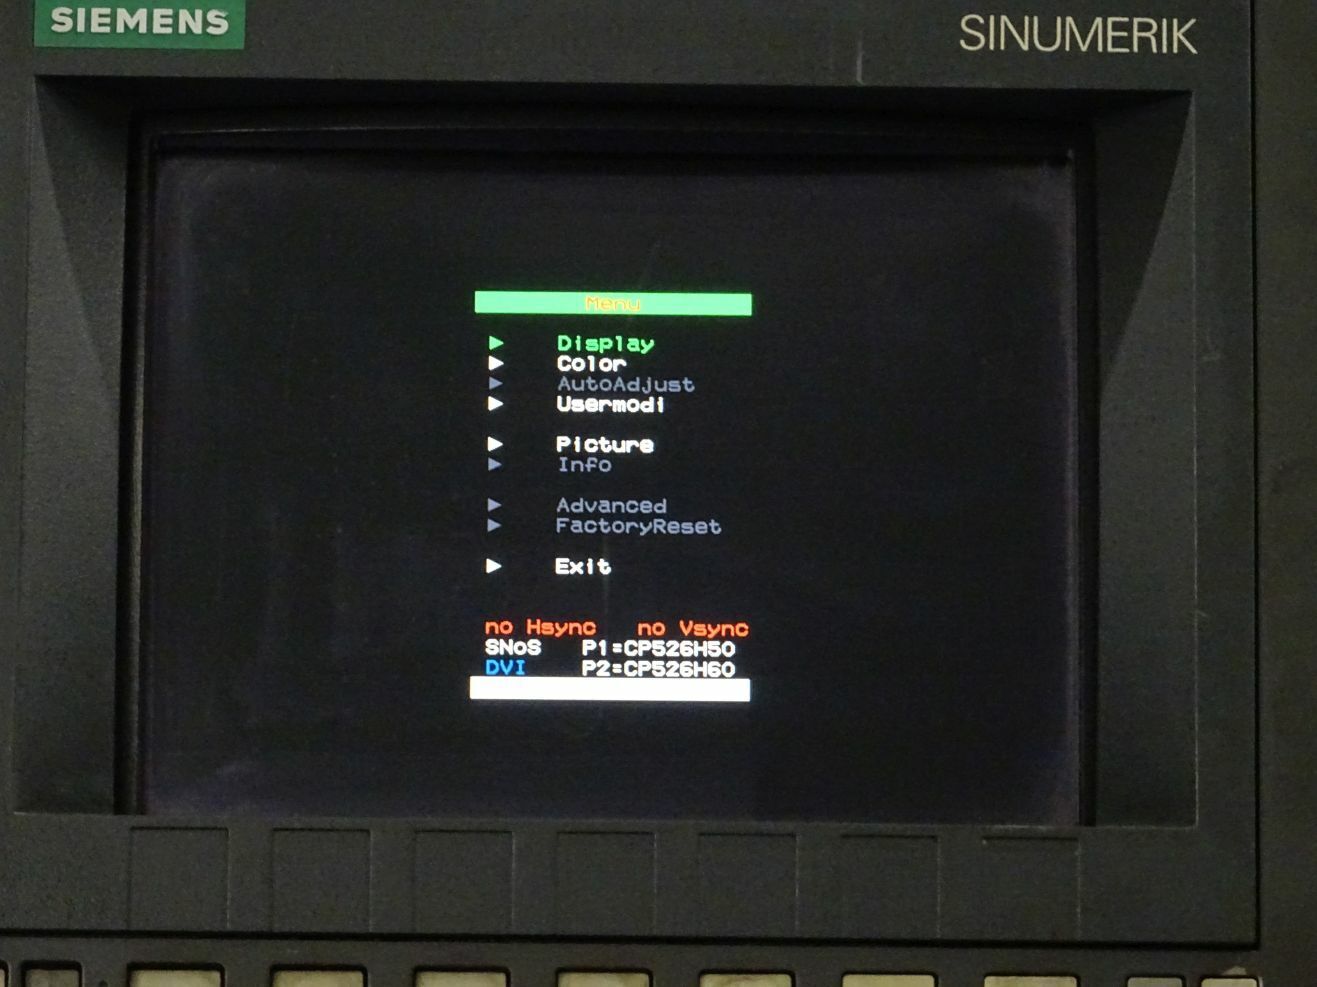 SIEMENS
SINUMERIK
Menu
Display
Color
AutoAdjust
Usermodi
Picture
Info
Advanced
FactoryReset
Exit
no Hsync no Vsync
SNoS P1=CP526H50
DVI P2=CP526H60